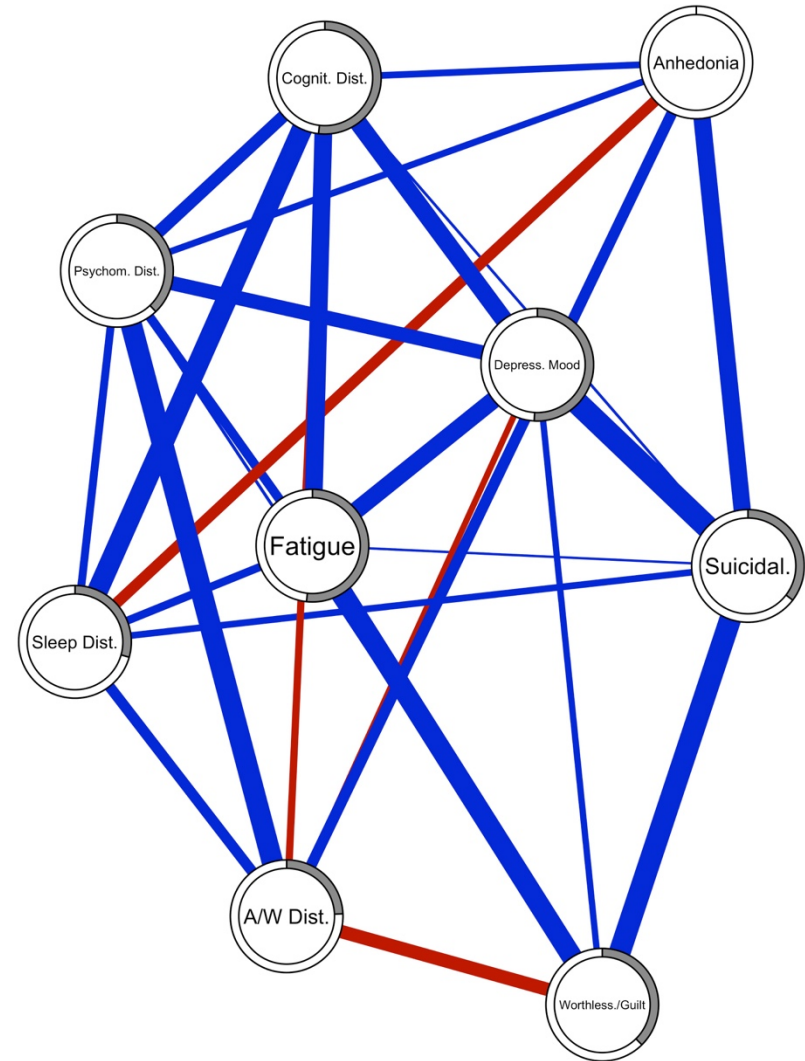 Anhedonia
Cognit. Dist.
Psychom. Dist.
Depress. Mood
Fatigue
Suicidal.
Sleep Dist.
A/W Dist.
Worthless./Guilt